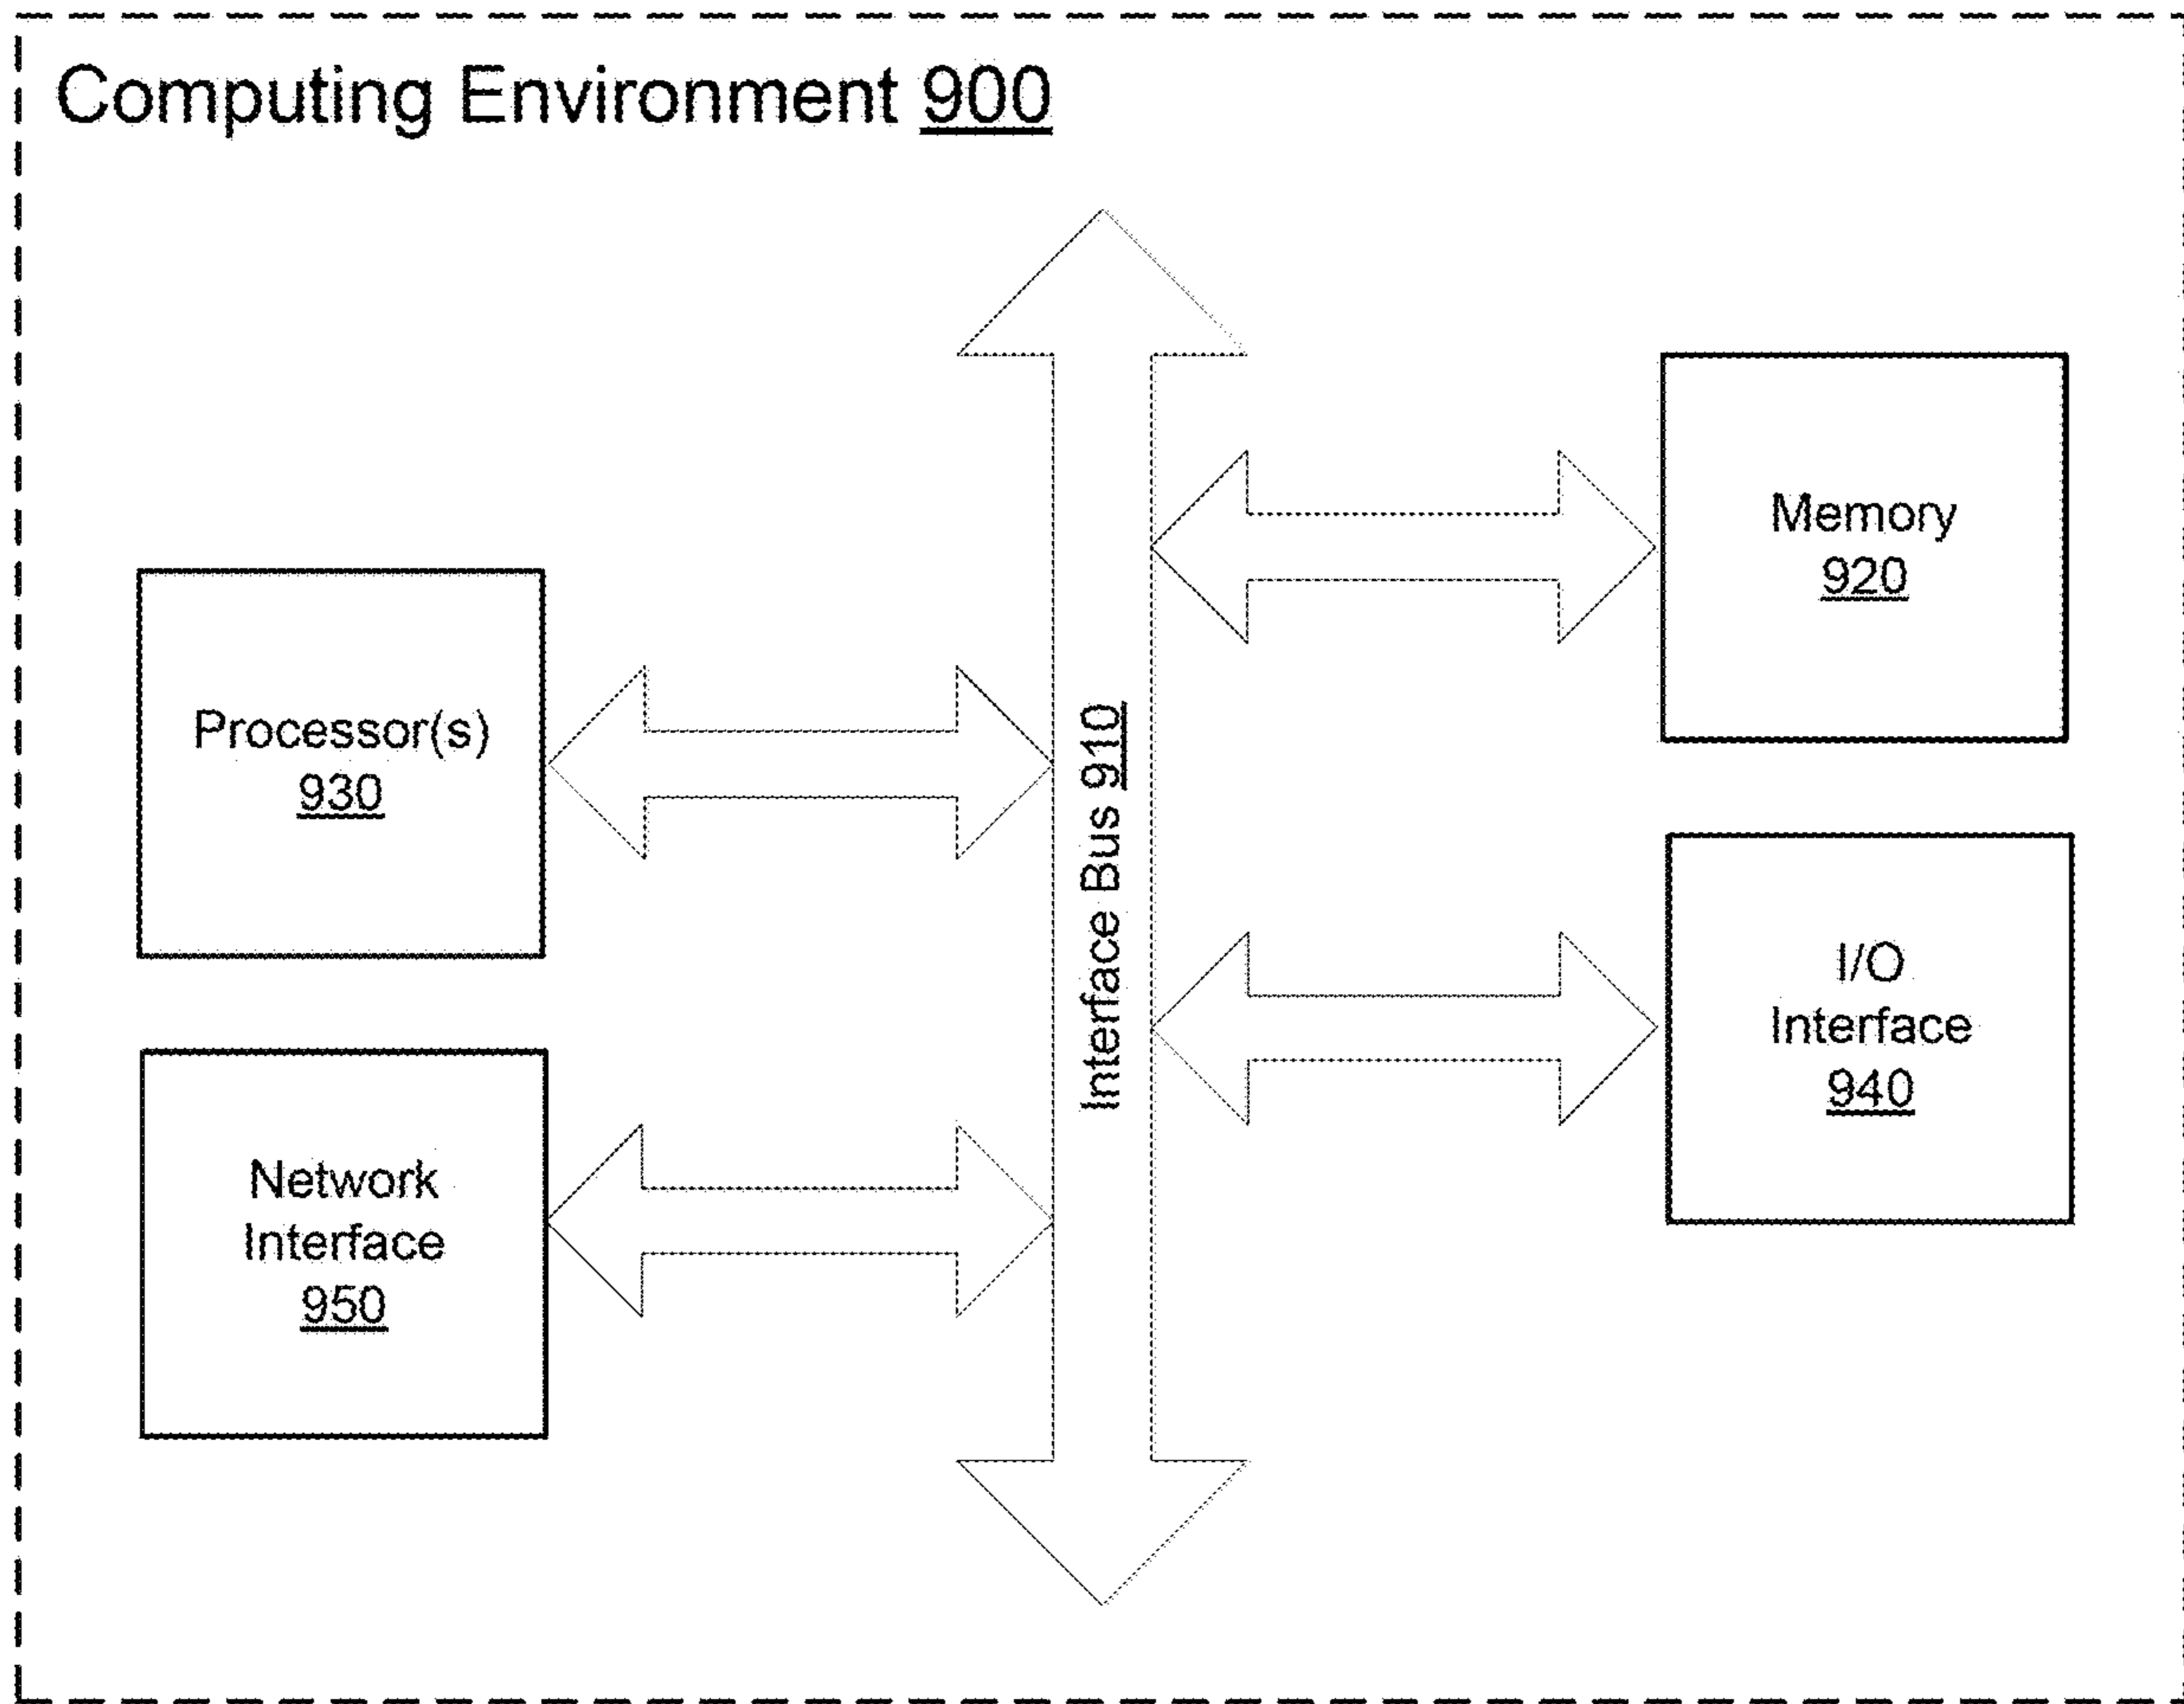 Computing Environment 900
Memory
920
Processor(s)
930
Interface Bus 910
I/O
Interface
940
Network
Interface
950